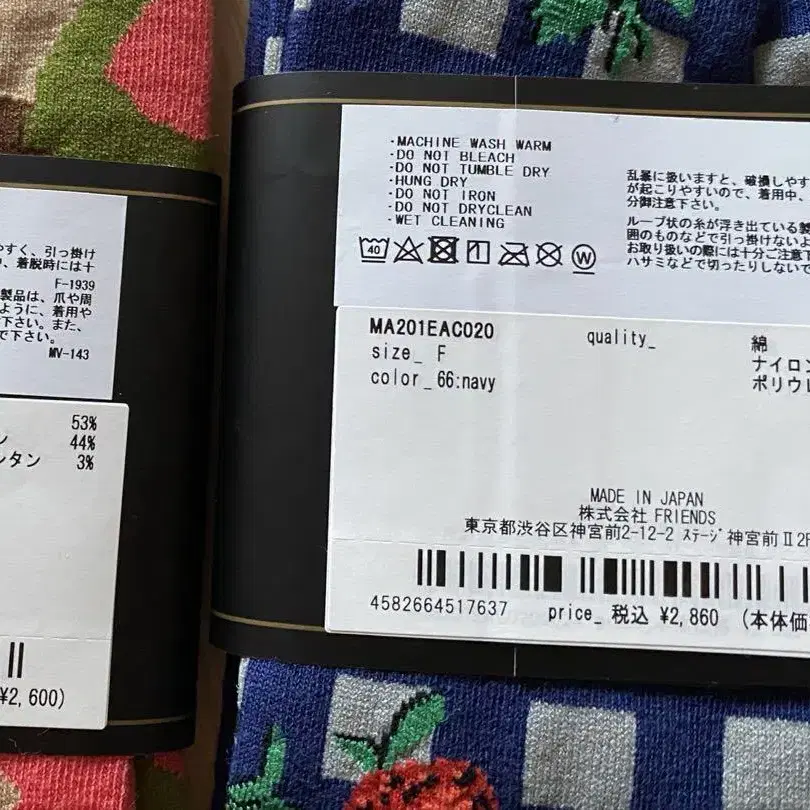 やすく、引っ掛け
、着脱時には十
F-1939
製品は、爪や周
ように、着用や
下さい。また、
で下さい。
MV-143
53%
ン 44%
ンタン 3%
¥2,600)
・MACHINE WASH WARM
・DO NOT BLEACH
・DO NOT TUMBLE DRY
・HUNG DRY
・DO NOT IRON
・DO NOT DRYCLEAN
・WET CLEANING
40 W
乱暴に扱いますと、破損しやす
が起こりやすいので、着用中、
分御注意下さい。
ループ状の糸が浮き出ている製
囲のものなどで引っ掛けないよ
お取り扱いの際には十分ご注意下
ハサミなどで切ったりしないで
MA201EAC020
size_ F
color_66:navy
quality_
綿
ナイロン
ポリウレ
MADE IN JAPAN
株式会社 FRIENDS
東京都渋谷区神宮前2-12-2 ｽﾃｰｼﾞ神宮前Ⅱ2F
4582664517637
price_ 税込 ¥2,860 (本体価